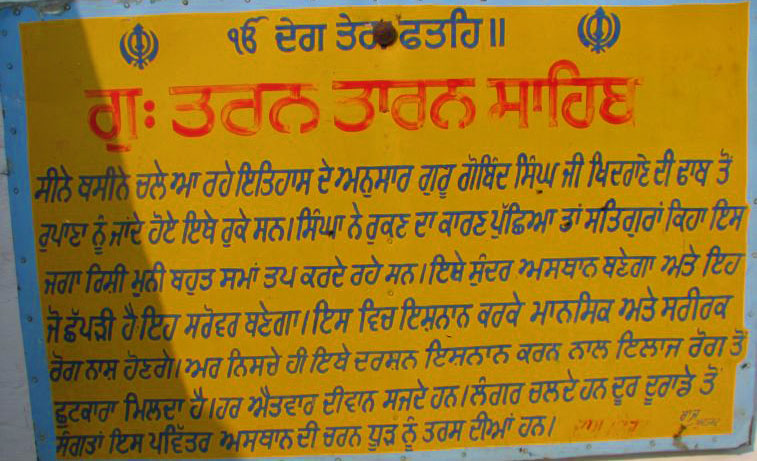 ੴ ਦੇਗ ਤੇਗ ਫਤਹਿ॥
ਗੁਃ ਤਰਨ ਤਾਰਨ ਸਾਹਿਬ
ਸੀਨੇ ਬਸੀਨੇ ਚਲੇ ਆ ਰਹੇ ਇਤਿਹਾਸ ਦੇ ਅਨੁਸਾਰ ਗੁਰੂ ਗੋਬਿੰਦ ਸਿੰਘ ਜੀ ਖਿਦਰਾਣੇ ਦੀ ਢਾਬ ਤੋਂ
ਰੁਪਾਣਾ ਨੂੰ ਜਾਂਦੇ ਹੋਏ ਇਥੇ ਰੁਕੇ ਸਨ।ਸਿੰਘਾ ਨੇ ਰੁਕਣ ਦਾ ਕਾਰਣ ਪੁੱਛਿਆ ਤਾਂ ਸਤਿਗੁਰਾਂ ਕਿਹਾ ਇਸ
ਜਗਾ ਰਿਸੀ ਮੁਨੀ ਬਹੁਤ ਸਮਾਂ ਤਪ ਕਰਦੇ ਰਹੇ ਸਨ।ਇਥੇ ਸੁੰਦਰ ਅਸਥਾਨ ਬਣੇਗਾ ਅਤੇ ਇਹ
ਜੋ ਛੱਪੜੀ ਹੈ ਇਹ ਸਰੋਵਰ ਬਣੇਗਾ।ਇਸ ਵਿਚ ਇਸ਼ਨਾਨ ਕਰਕੇ ਮਾਨਸਿਕ ਅਤੇ ਸਰੀਰਕ
ਰੋਗ ਨਾਸ਼ ਹੋਣਗੇ। ਅਰ ਨਿਸਚੇ ਹੀ ਇਥੇ ਦਰਸ਼ਨ ਇਸ਼ਨਾਨ ਕਰਨ ਨਾਲ ਇਲਾਜ ਰੋਗ ਤੋਂ
ਛੂਟਕਾਰਾ ਮਿਲਦਾ ਹੈ।ਹਰ ਐਤਵਾਰ ਦੀਵਾਨ ਸਜਦੇ ਹਨ।ਲੰਗਰ ਚਲਦੇ ਹਨ ਦੂਰ ਦੂਰਾਡੇ ਤੋਂ
ਸੰਗਤਾਂ ਇਸ ਪਵਿੱਤਰ ਅਸਥਾਨ ਦੀ ਚਰਨ ਧੂੜ ਨੂੰ ਤਰਸ ਦੀਆਂ ਹਨ।